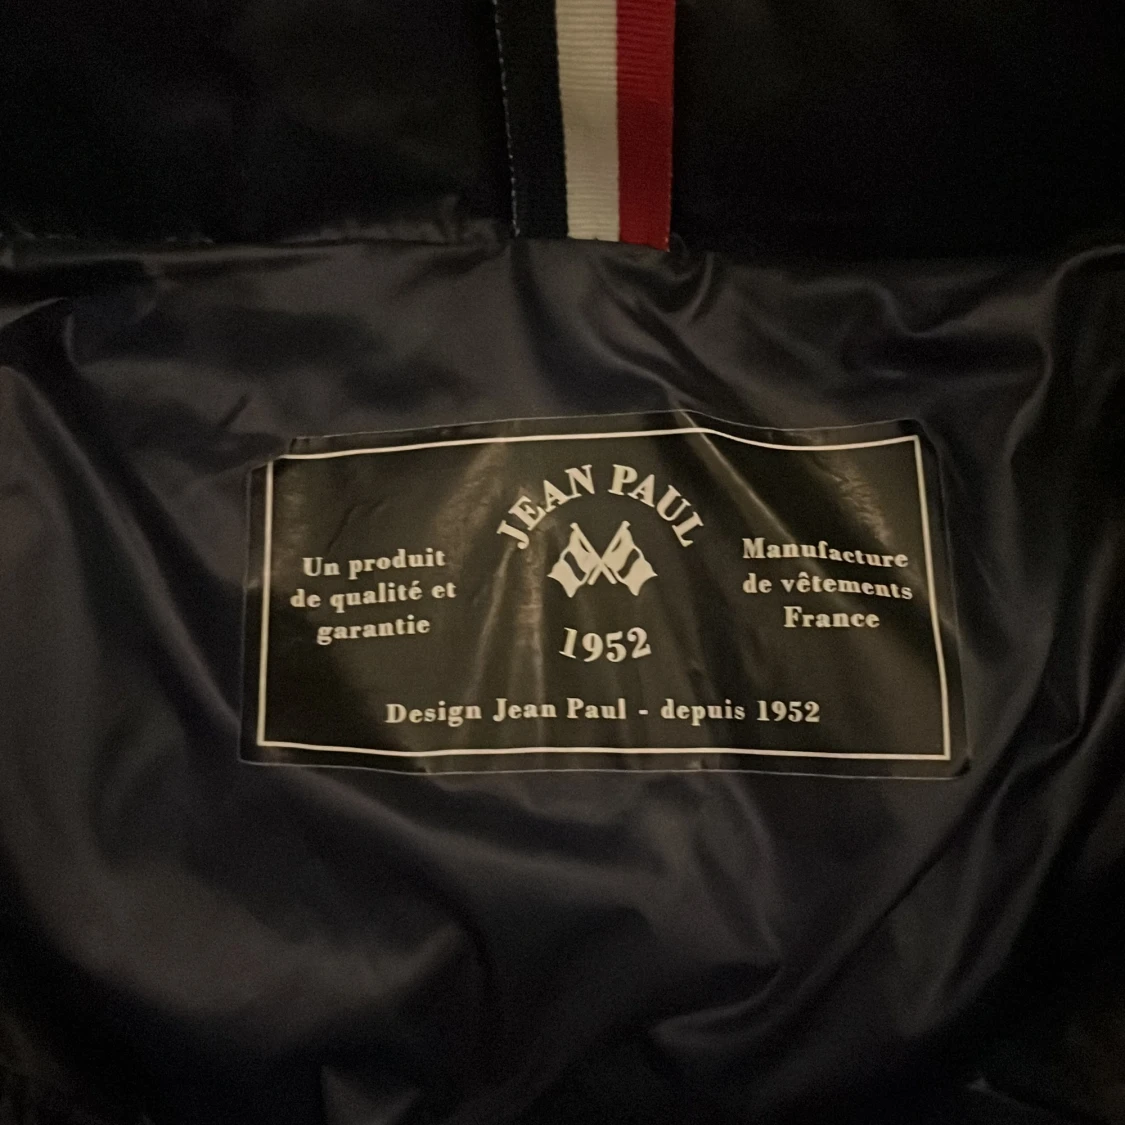 JEAN PAUL
1952
Un produit
de qualité et
garantie
Manufacture
de vêtements
France
Design Jean Paul - depuis 1952